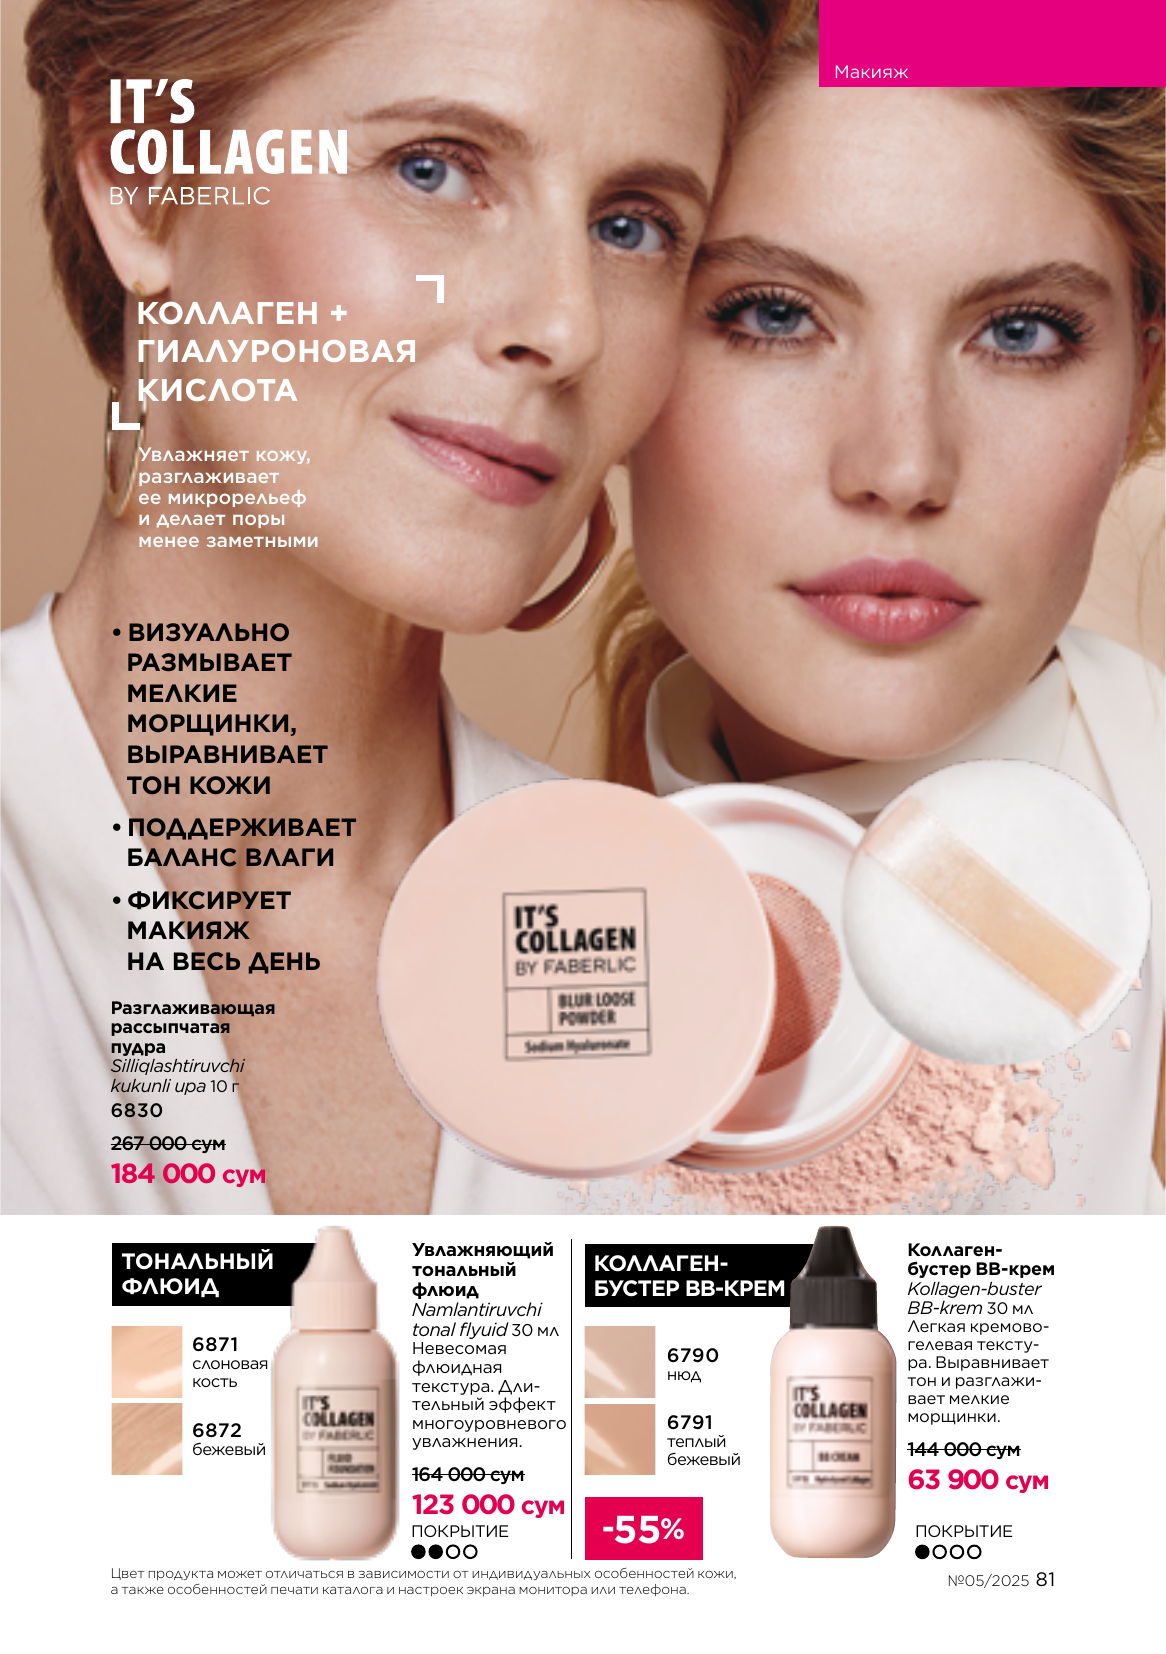 Макияж
IT'S
COLLAGEN
BY FABERLIC
КОЛЛАГЕН +
ГИАЛУРОНОВАЯ
КИСЛОТА
Увлажняет кожу,
разглаживает
ее микрорельеф
и делает поры
менее заметными
• ВИЗУАЛЬНО
РАЗМЫВАЕТ
МЕЛКИЕ
МОРЩИНКИ,
ВЫРАВНИВАЕТ
ТОН КОЖИ
• ПОДДЕРЖИВАЕТ
БАЛАНС ВЛАГИ
• ФИКСИРУЕТ
МАКИЯЖ
НА ВЕСЬ ДЕНЬ
IT'S
COLLAGEN
BY FABERLIC
BLUR LOOSE
POWDER
Sodium Hyaluronate
Разглаживающая
рассыпчатая
пудра
Silliqlashtiruvchi
kukunli upa 10 г
6830
267 000 сум
184 000 сум
ТОНАЛЬНЫЙ
ФЛЮИД
6871
слоновая
кость
6872
бежевый
IT'S
COLLAGEN
BY FABERLIC
FLUID
FOUNDATION
Увлажняющий
тональный
флюид
Namlantiruvchi
tonal flyuid 30 мл
Невесомая
флюидная
текстура. Дли-
тельный эффект
многоуровневого
увлажнения.
164 000 сум
123 000 сум
ПОКРЫТИЕ
КОЛЛАГЕН-
БУСТЕР BB-КРЕМ
6790
нюд
6791
теплый
бежевый
-55%
IT'S
COLLAGEN
BY FABERLIC
BB CREAM
Коллаген-
бустер BB-крем
Kollagen-buster
BB-krem 30 мл
Легкая кремово-
гелевая тексту-
ра. Выравнивает
тон и разглажи-
вает мелкие
морщинки.
144 000 сум
63 900 сум
ПОКРЫТИЕ
Цвет продукта может отличаться в зависимости от индивидуальных особенностей кожи,
а также особенностей печати каталога и настроек экрана монитора или телефона.
№05/2025 81